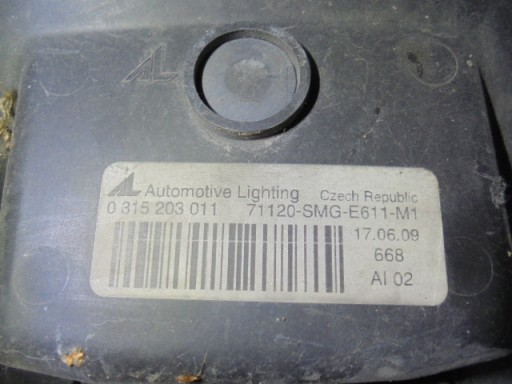 AL
AL Automotive Lighting Czech Republic
0 315 203 011 71120-SMG-E611-M1
17.06.09
668
AI 02